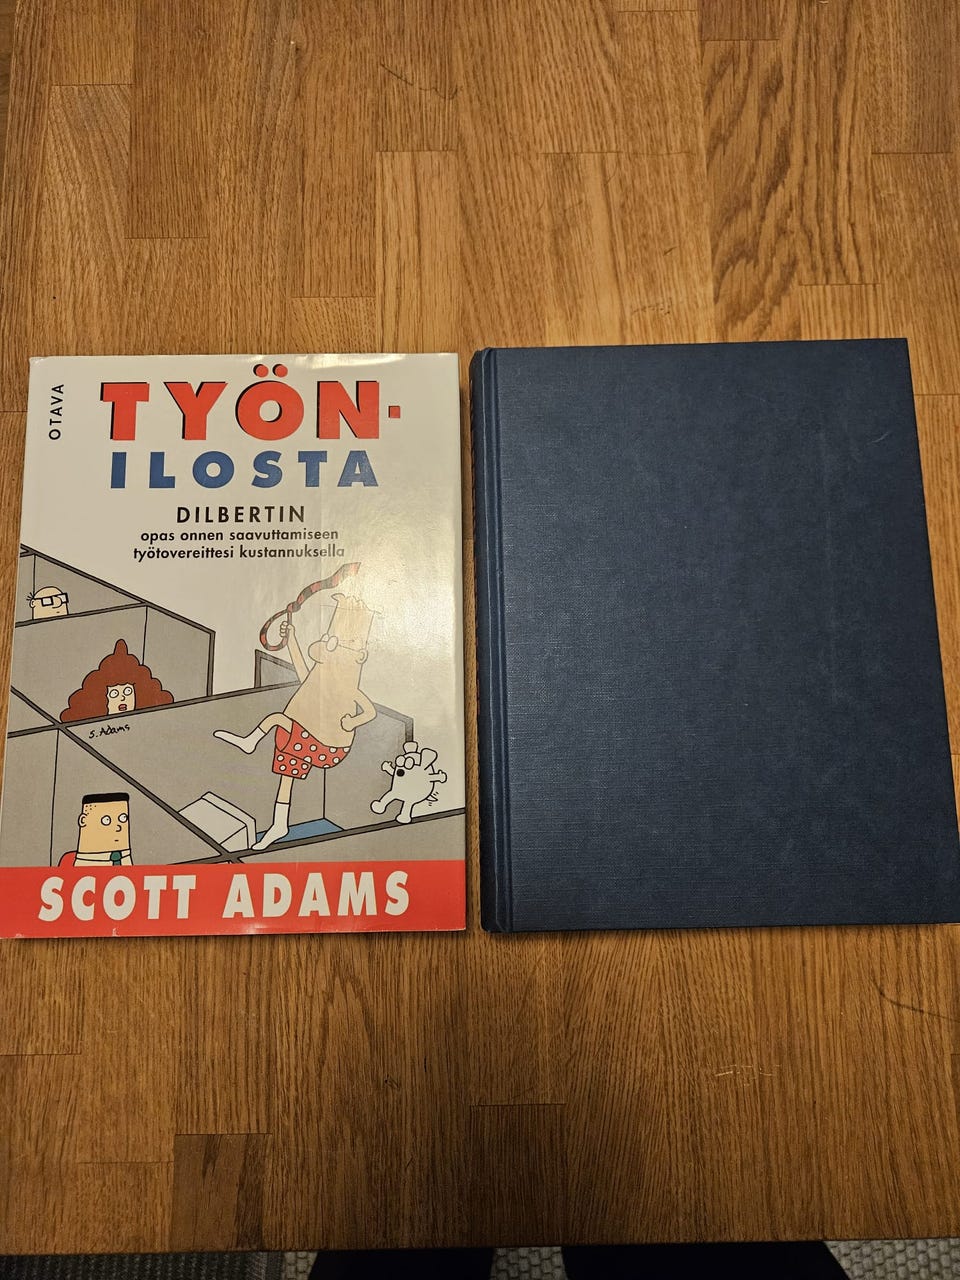 OTAVA
TYÖN-
ILOSTA
DILBERTIN
opas onnen saavuttamiseen
työtovereittesi kustannuksella
S. Adams
SCOTT ADAMS